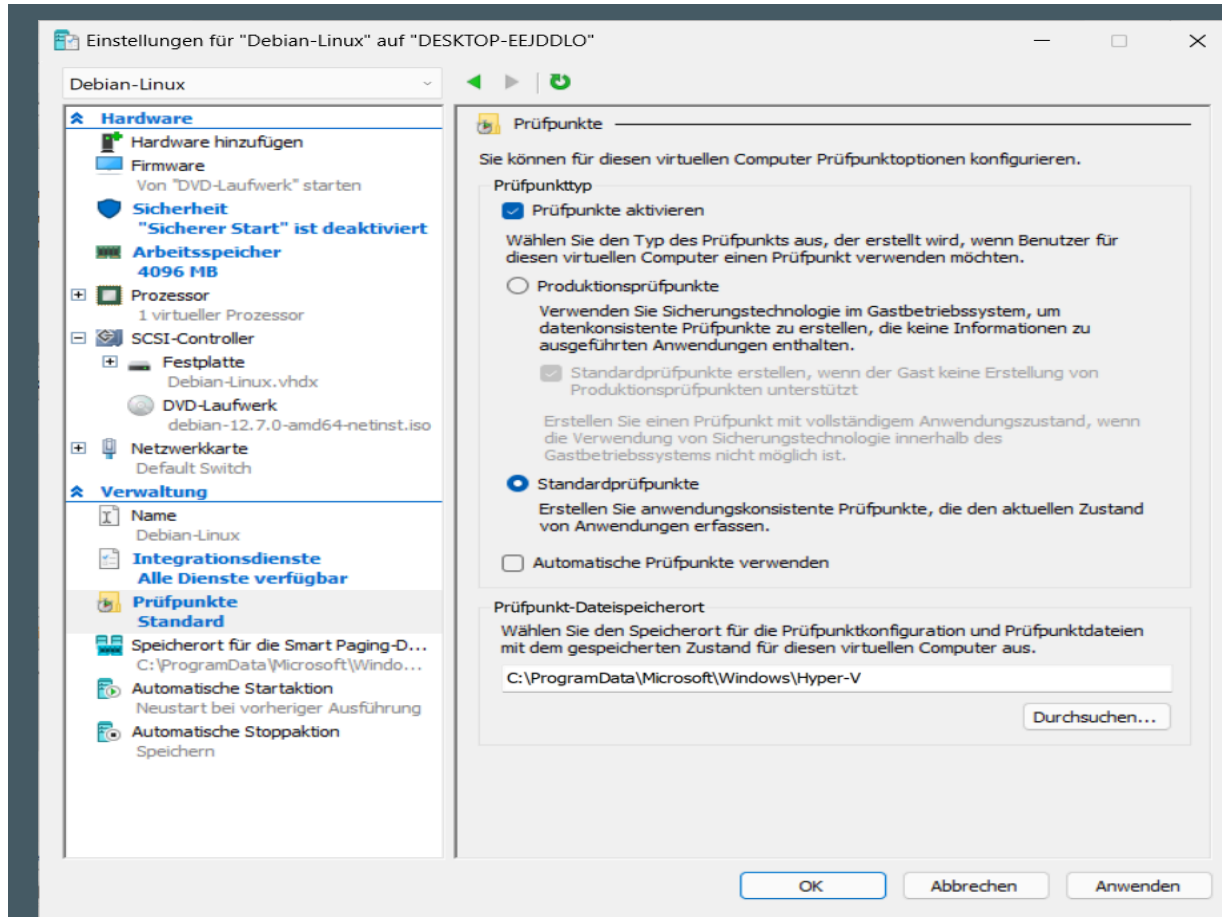 Einstellungen für "Debian-Linux" auf "DESKTOP-EEJDDLO"
Debian-Linux
Hardware
Hardware hinzufügen
Firmware
Von "DVD-Laufwerk" starten
Sicherheit
"Sicherer Start" ist deaktiviert
Arbeitsspeicher
4096 MB
Prozessor
1 virtueller Prozessor
SCSI-Controller
Festplatte
Debian-Linux.vhdx
DVD-Laufwerk
debian-12.7.0-amd64-netinst.iso
Netzwerkkarte
Default Switch
Verwaltung
Name
Debian-Linux
Integrationsdienste
Alle Dienste verfügbar
Prüfpunkte
Standard
Speicherort für die Smart Paging-D...
C:\ProgramData\Microsoft\Windo...
Automatische Startaktion
Neustart bei vorheriger Ausführung
Automatische Stoppaktion
Speichern
Prüfpunkte
Sie können für diesen virtuellen Computer Prüfpunktoptionen konfigurieren.
Prüfpunkttyp
Prüfpunkte aktivieren
Wählen Sie den Typ des Prüfpunkts aus, der erstellt wird, wenn Benutzer für
diesen virtuellen Computer einen Prüfpunkt verwenden möchten.
Produktionsprüfpunkte
Verwenden Sie Sicherungstechnologie im Gastbetriebssystem, um
datenkonsistente Prüfpunkte zu erstellen, die keine Informationen zu
ausgeführten Anwendungen enthalten.
Standardprüfpunkte erstellen, wenn der Gast keine Erstellung von
Produktionsprüfpunkten unterstützt
Erstellen Sie einen Prüfpunkt mit vollständigem Anwendungszustand, wenn
die Verwendung von Sicherungstechnologie innerhalb des
Gastbetriebssystems nicht möglich ist.
Standardprüfpunkte
Erstellen Sie anwendungskonsistente Prüfpunkte, die den aktuellen Zustand
von Anwendungen erfassen.
Automatische Prüfpunkte verwenden
Prüfpunkt-Dateispeicherort
Wählen Sie den Speicherort für die Prüfpunktkonfiguration und Prüfpunktdateien
mit dem gespeicherten Zustand für diesen virtuellen Computer aus.
C:\ProgramData\Microsoft\Windows\Hyper-V
Durchsuchen...
OK
Abbrechen
Anwenden